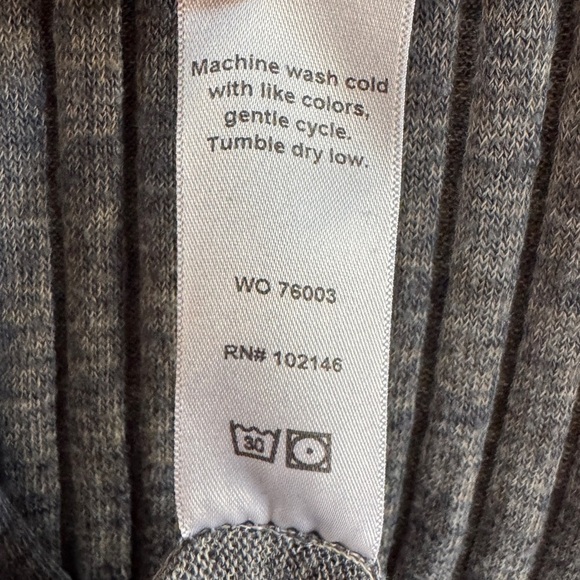 Machine wash cold
with like colors,
gentle cycle.
Tumble dry low.
WO 76003
RN# 102146
30